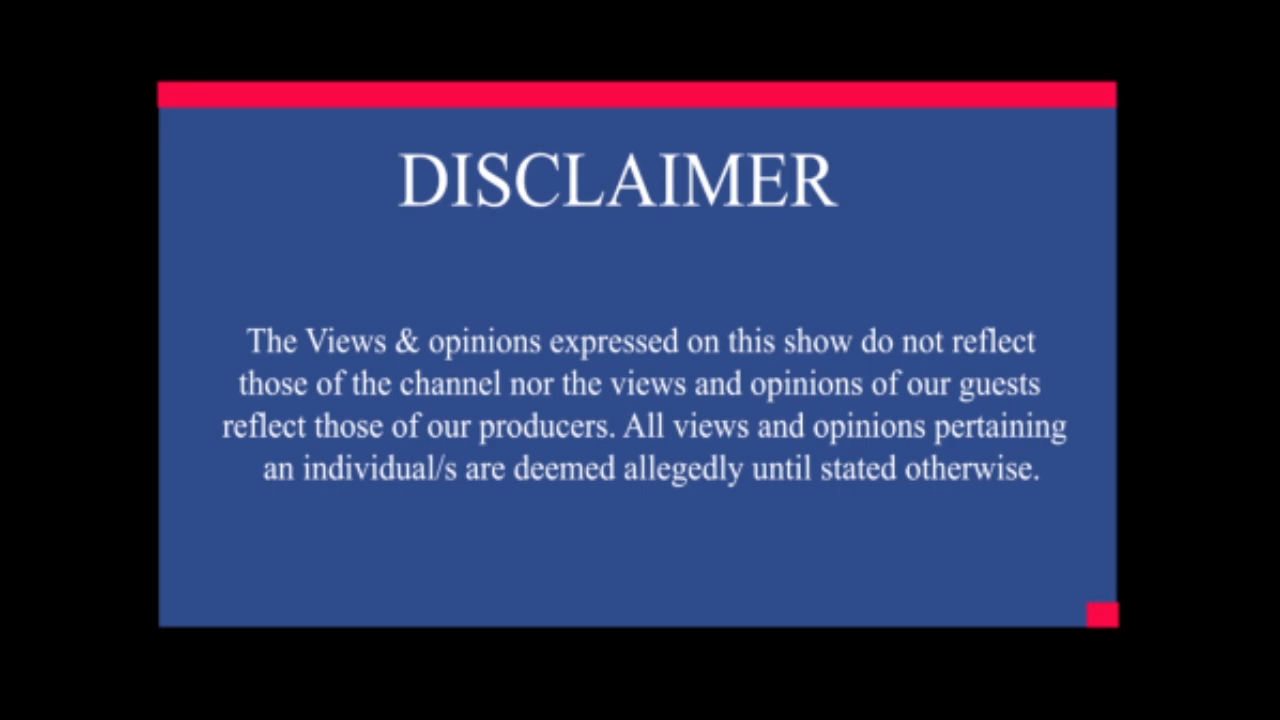 DISCLAIMER
The Views & opinions expressed on this show do not reflect
those of the channel nor the views and opinions of our guests
reflect those of our producers. All views and opinions pertaining
an individual/s are deemed allegedly until stated otherwise.